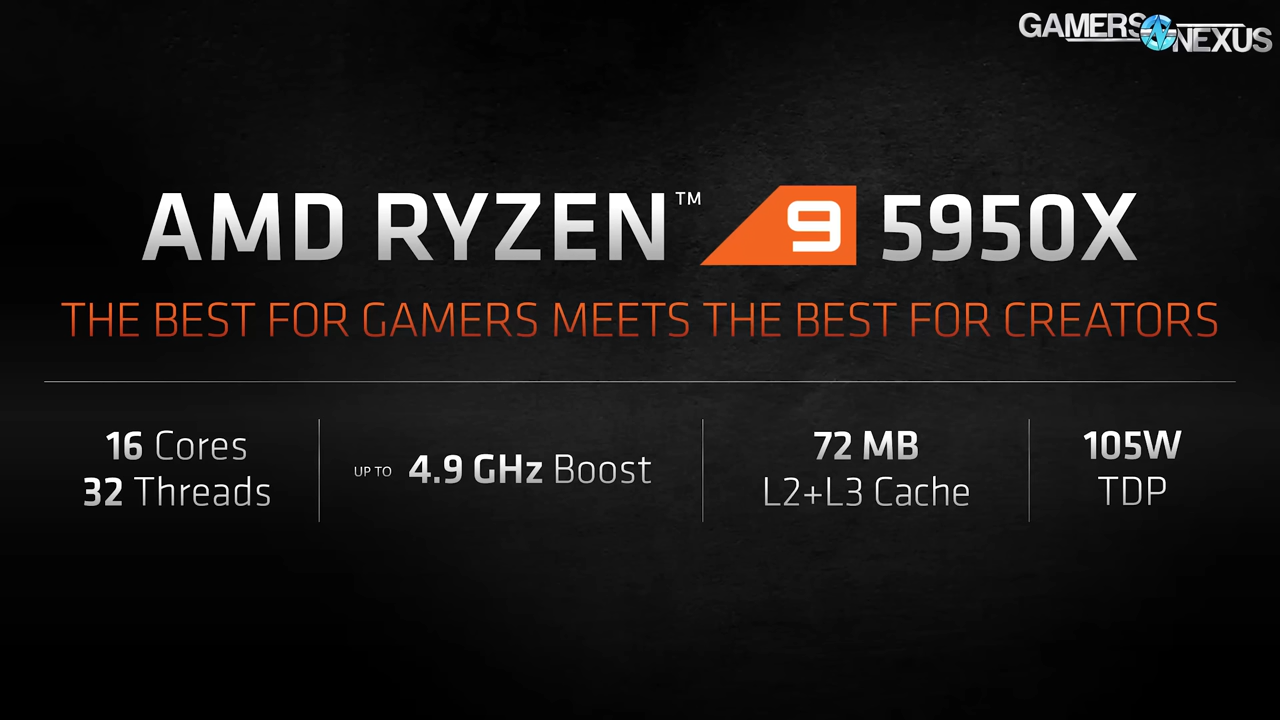 GAMERS NEXUS
AMD RYZEN™ 9 5950X
THE BEST FOR GAMERS MEETS THE BEST FOR CREATORS
16 Cores
32 Threads
UP TO 4.9 GHz Boost
72 MB
L2+L3 Cache
105W
TDP